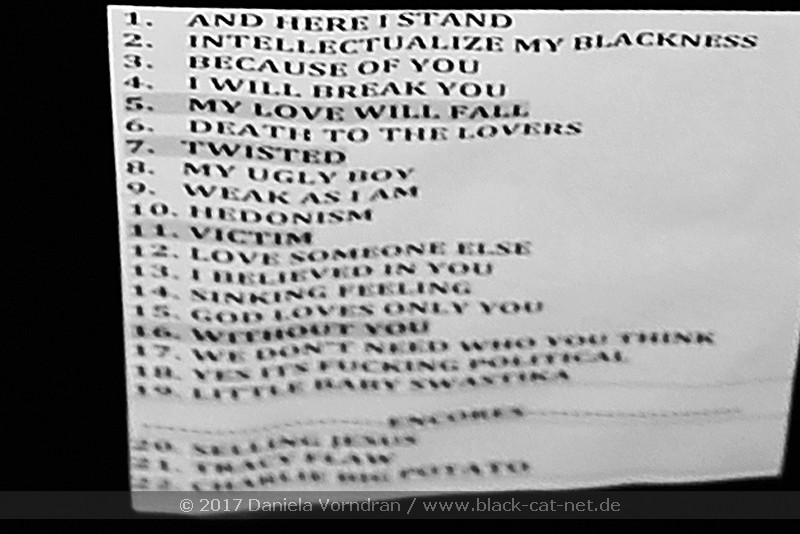 1. AND HERE I STAND
2. INTELLECTUALIZE MY BLACKNESS
3. BECAUSE OF YOU
4. I WILL BREAK YOU
5. MY LOVE WILL FALL
6. DEATH TO THE LOVERS
7. TWISTED
8. MY UGLY BOY
9. WEAK AS I AM
10. HEDONISM
11. VICTIM
12. LOVE SOMEONE ELSE
13. I BELIEVED IN YOU
14. SINKING FEELING
15. GOD LOVES ONLY YOU
16. WITHOUT YOU
17. WE DON'T NEED WHO YOU THINK
18. YES ITS FUCKING POLITICAL
19. LITTLE BABY SWASTIKA
ENCORES
20. SELLING JESUS
21. TRACY FLAW
22. CHARLIE BIG POTATO
© 2017 Daniela Vorndran / www.black-cat-net.de